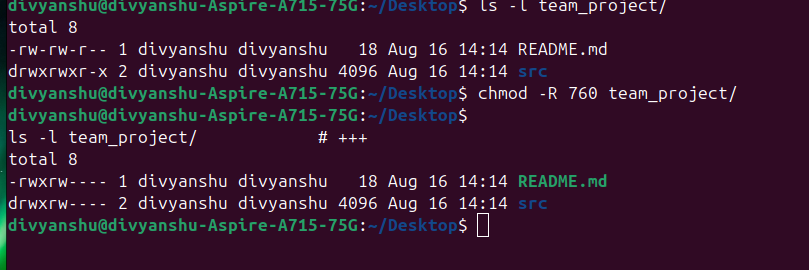 divyanshu@divyanshu-Aspire-A715-75G:~/Desktop$ ls -l team_project/
total 8
-rw-rw-r-- 1 divyanshu divyanshu   18 Aug 16 14:14 README.md
drwxrwxr-x 2 divyanshu divyanshu 4096 Aug 16 14:14 src
divyanshu@divyanshu-Aspire-A715-75G:~/Desktop$ chmod -R 760 team_project/
divyanshu@divyanshu-Aspire-A715-75G:~/Desktop$
ls -l team_project/            # +++
total 8
-rwxrw---- 1 divyanshu divyanshu   18 Aug 16 14:14 README.md
drwxrw---- 2 divyanshu divyanshu 4096 Aug 16 14:14 src
divyanshu@divyanshu-Aspire-A715-75G:~/Desktop$